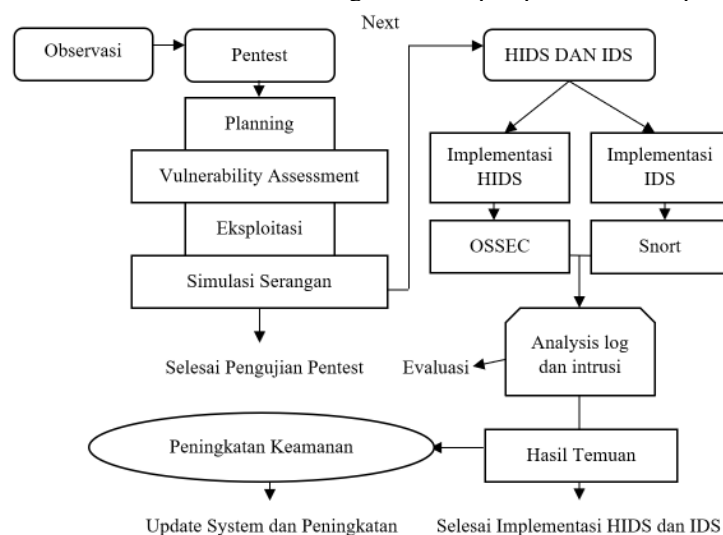 Next
Observasi
Pentest
HIDS DAN IDS
Planning
Vulnerability Assessment
Eksploitasi
Simulasi Serangan
Selesai Pengujian Pentest
Implementasi
HIDS
Implementasi
IDS
OSSEC
Snort
Analysis log
dan intrusi
Evaluasi
Hasil Temuan
Peningkatan Keamanan
Update System dan Peningkatan
Selesai Implementasi HIDS dan IDS